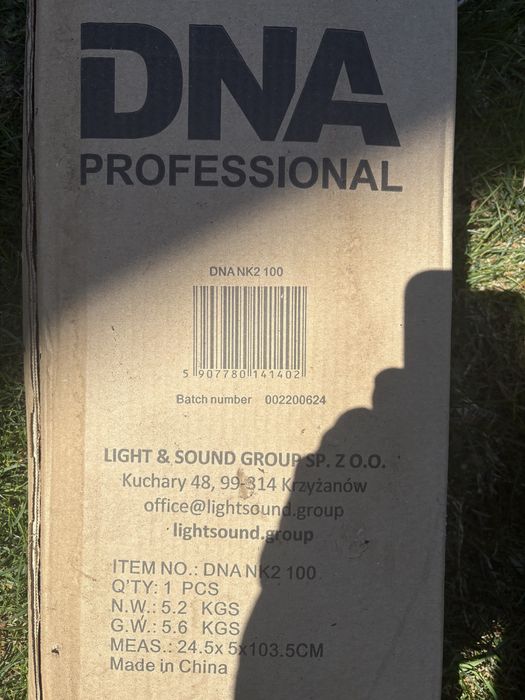 DNA
PROFESSIONAL
DNA NK2 100
5 907780 141402
Batch number 002200624
LIGHT & SOUND GROUP SP. Z O.O.
Kuchary 48, 99-314 Krzyżanów
office@lightsound.group
lightsound.group
ITEM NO.: DNA NK2 100
Q'TY: 1 PCS
N.W.: 5.2 KGS
G.W.: 5.6 KGS
MEAS.: 24.5x 5x103.5CM
Made in China